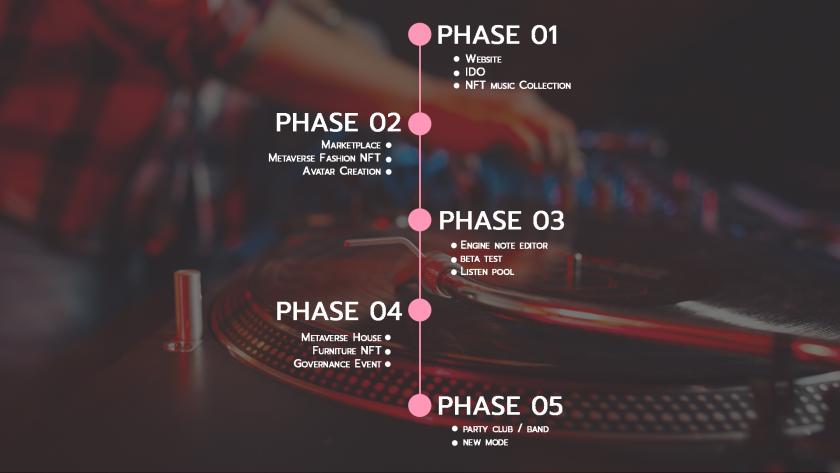 PHASE 01
• Website
• IDO
• NFT music Collection
PHASE 02
Marketplace •
Metaverse Fashion NFT •
Avatar Creation •
PHASE 03
• Engine note editor
• beta test
• Listen pool
PHASE 04
Metaverse House •
Furniture NFT •
Governance Event •
PHASE 05
• party club / band
• new mode